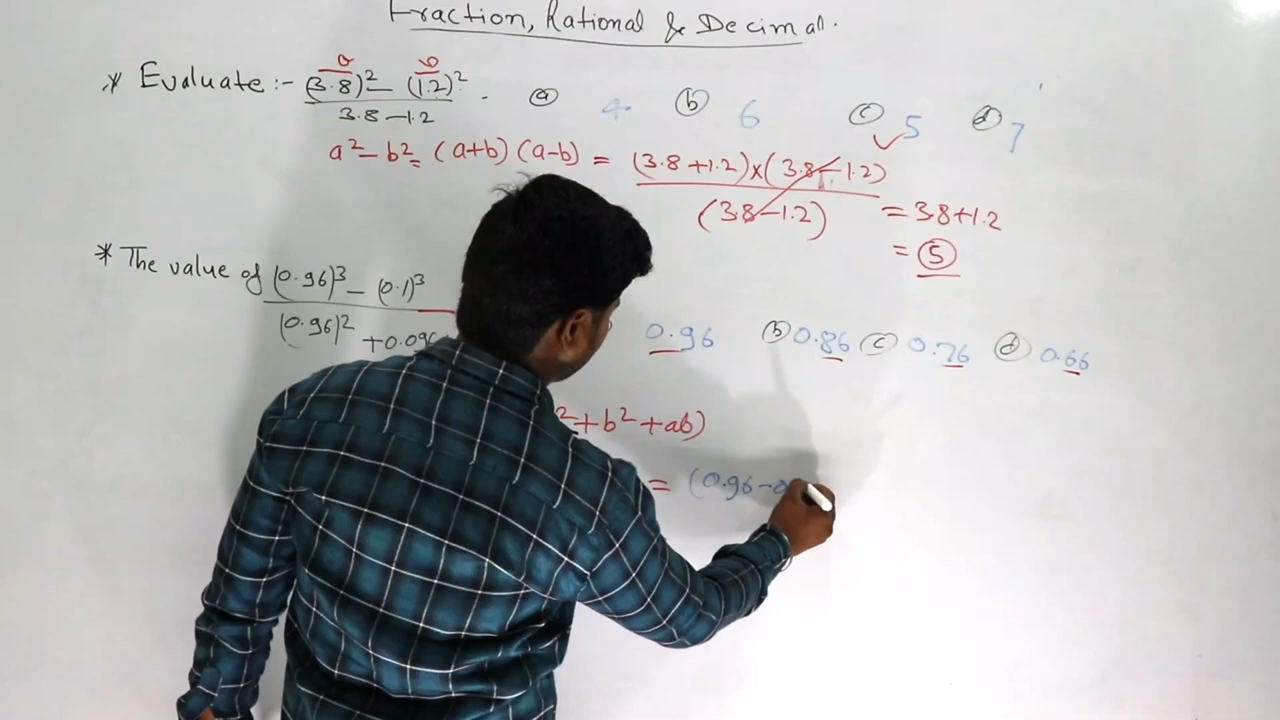 Fraction, Rational & Decimal.
* Evaluate :- (3.8)² − (1.2)² / 3.8 − 1.2 . (a) 4 (b) 6 (c) 5 (d) 7
a b
a² − b² = (a+b) (a−b) = (3.8 + 1.2) x (3.8 − 1.2) / (3.8 − 1.2) = 3.8 + 1.2
= 5
* The value of (0.96)³ − (0.1)³ / (0.96)² + 0.096
0.96 (b) 0.86 (c) 0.76 (d) 0.66
² + b² + ab)
= (0.96 − 0